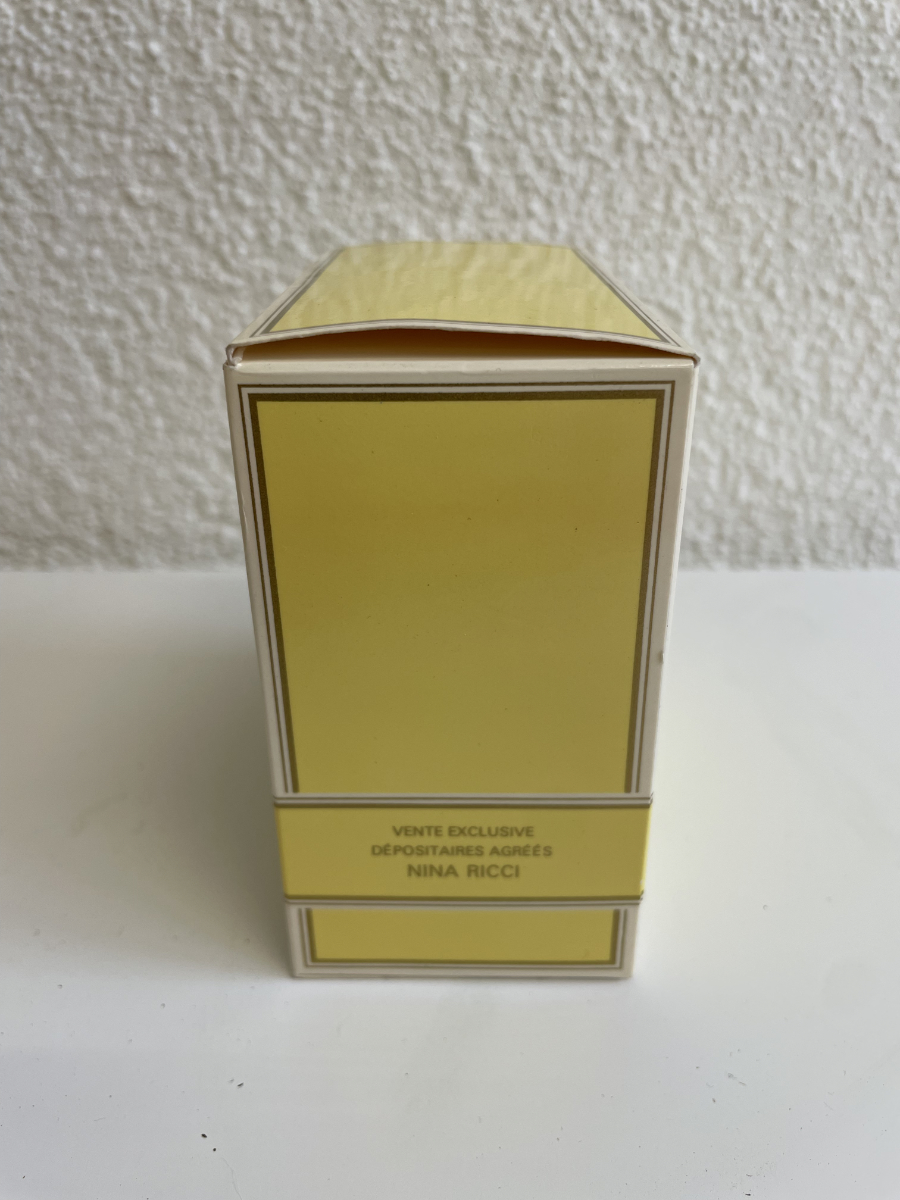 VENTE EXCLUSIVE
DÉPOSITAIRES AGRÉÉS
NINA RICCI